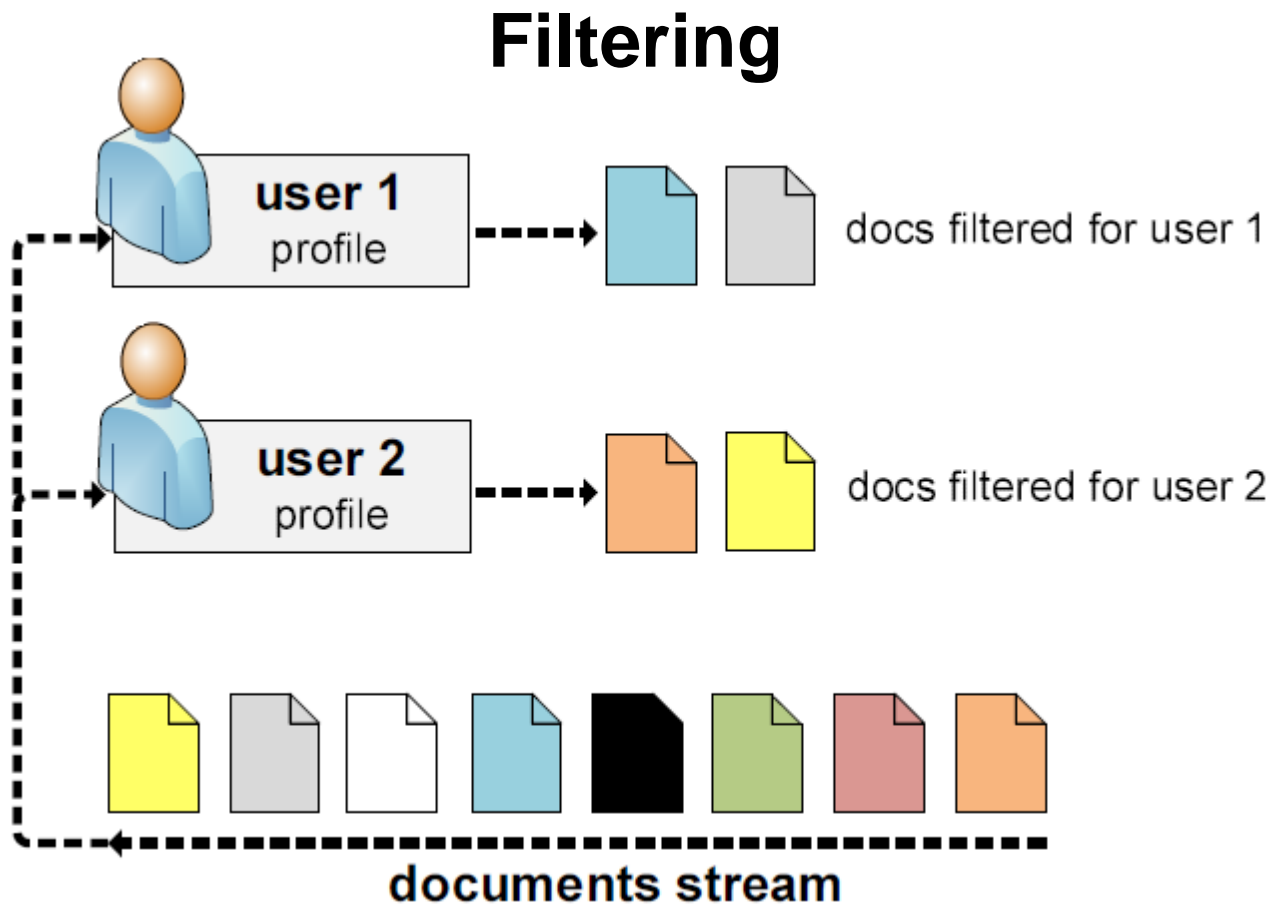 Filtering
user 1
profile
docs filtered for user 1
user 2
profile
docs filtered for user 2
documents stream